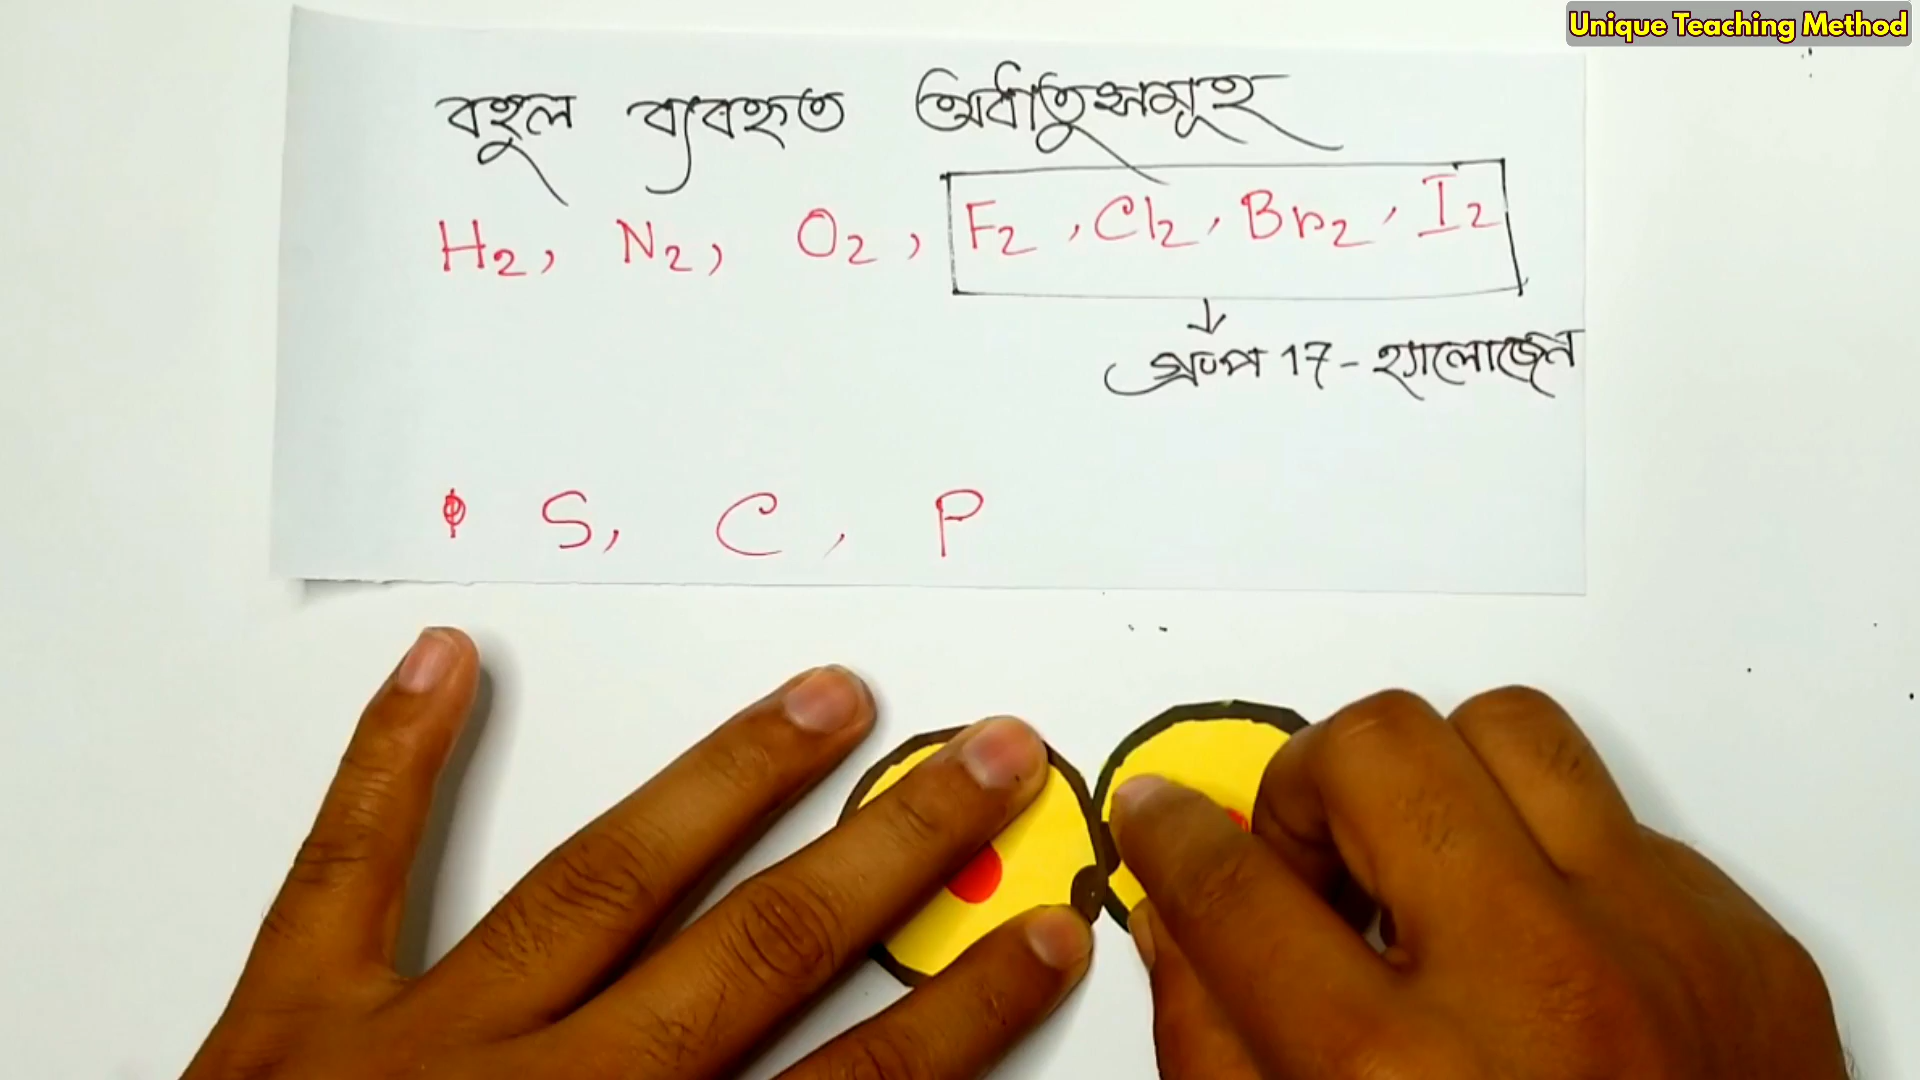 Unique Teaching Method
বহুল ব্যবহৃত অধাতুসমূহ
H₂, N₂, O₂, F₂, Cl₂, Br₂, I₂
↓
গ্রুপ 17 - হ্যালোজেন
S, C, P